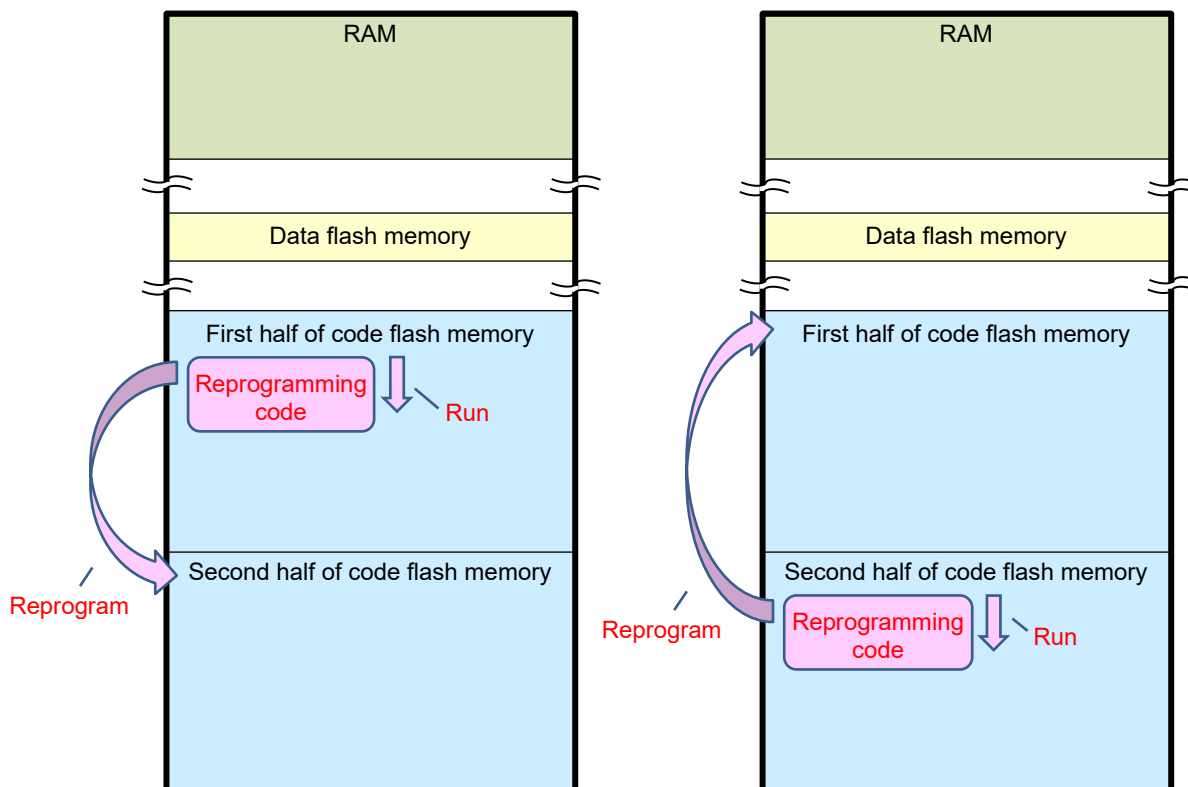 RAM
Data flash memory
First half of code flash memory
Reprogramming
code
Run
Second half of code flash memory
Reprogram
RAM
Data flash memory
First half of code flash memory
Second half of code flash memory
Reprogramming
code
Run
Reprogram